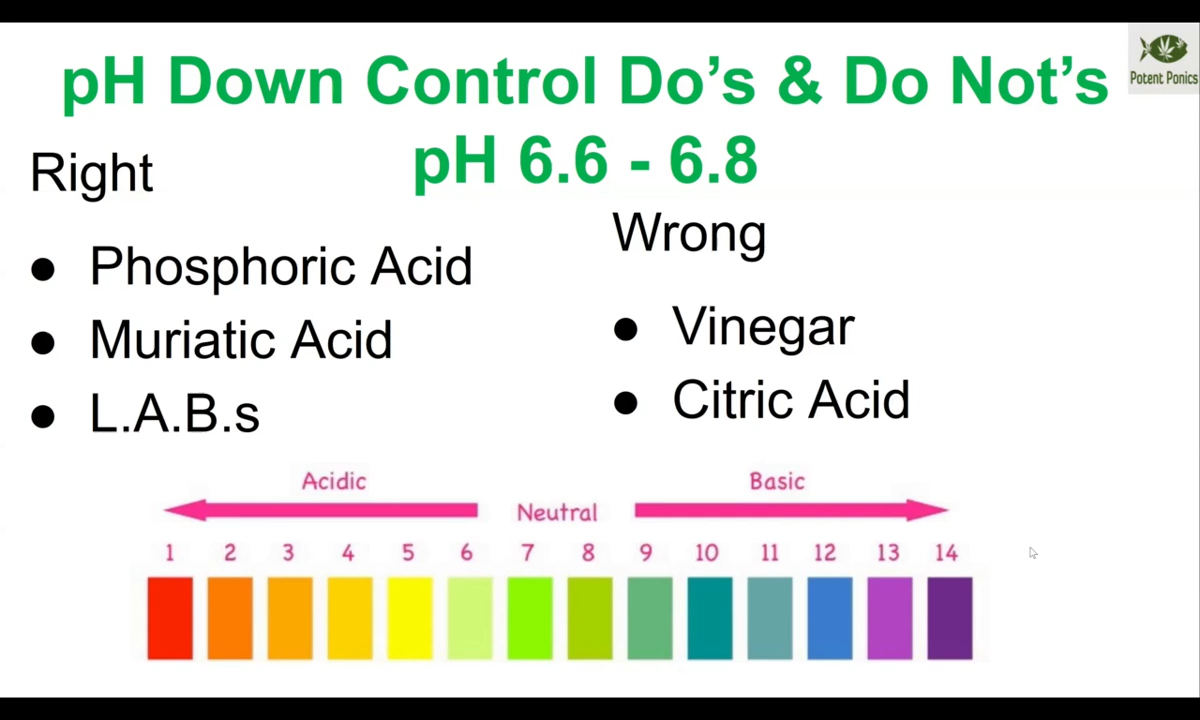 pH Down Control Do's & Do Not's
pH 6.6 - 6.8
Potent Ponics
Right
● Phosphoric Acid
● Muriatic Acid
● L.A.B.s
Wrong
● Vinegar
● Citric Acid
Acidic
Neutral
Basic
1 2 3 4 5 6 7 8 9 10 11 12 13 14